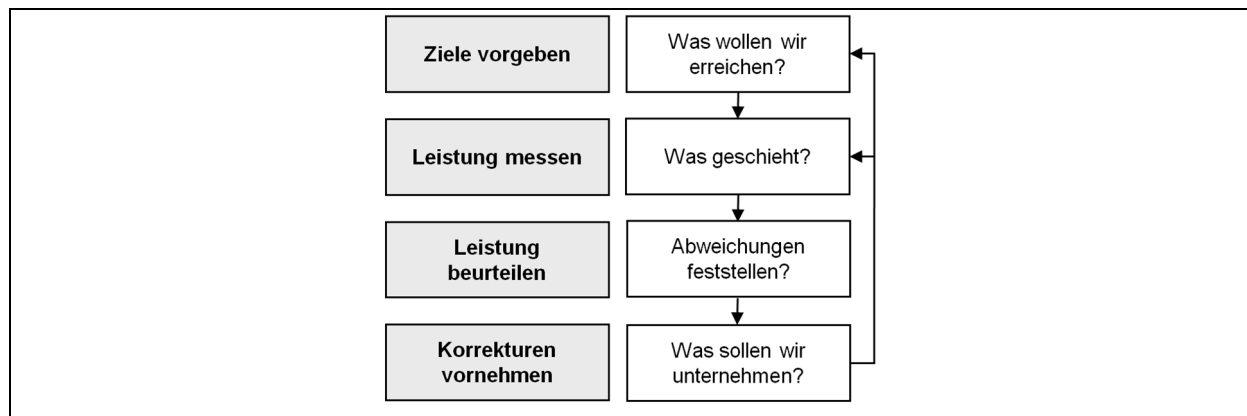 Ziele vorgeben
Was wollen wir
erreichen?
Leistung messen
Was geschieht?
Leistung
beurteilen
Abweichungen
feststellen?
Korrekturen
vornehmen
Was sollen wir
unternehmen?